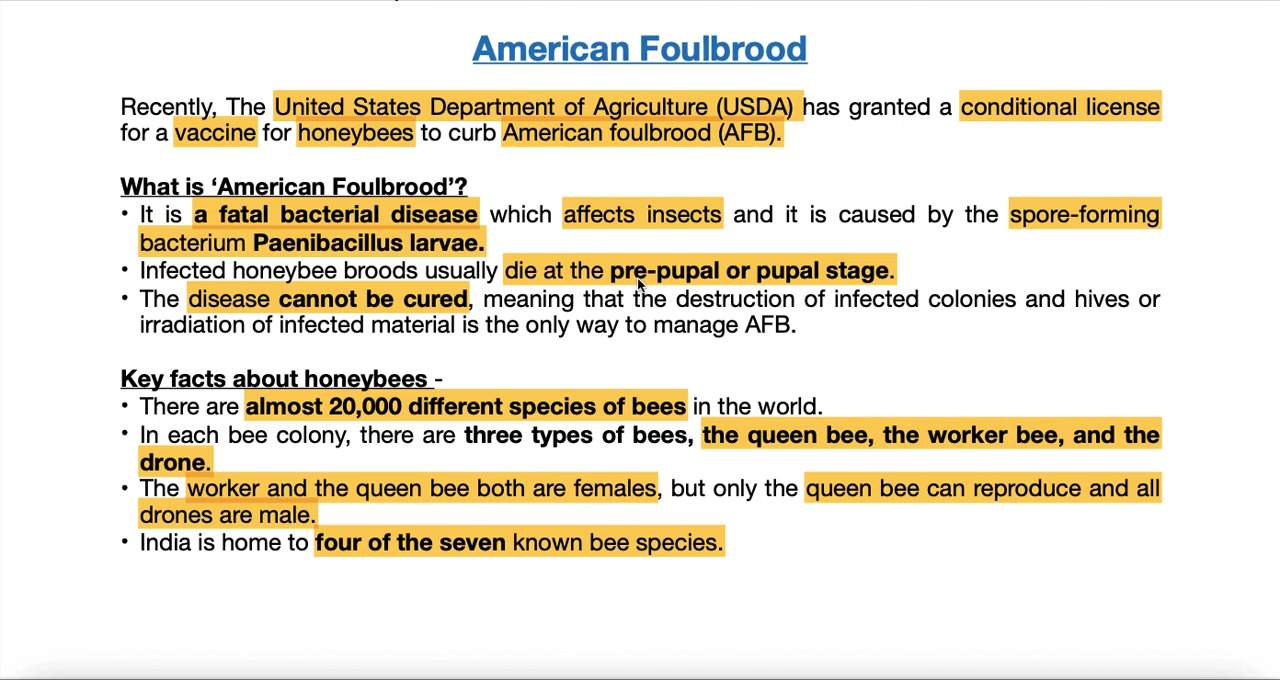 American Foulbrood
Recently, The United States Department of Agriculture (USDA) has granted a conditional license
for a vaccine for honeybees to curb American foulbrood (AFB).
What is ‘American Foulbrood’?
• It is a fatal bacterial disease which affects insects and it is caused by the spore-forming
bacterium Paenibacillus larvae.
• Infected honeybee broods usually die at the pre-pupal or pupal stage.
• The disease cannot be cured, meaning that the destruction of infected colonies and hives or
irradiation of infected material is the only way to manage AFB.
Key facts about honeybees -
• There are almost 20,000 different species of bees in the world.
• In each bee colony, there are three types of bees, the queen bee, the worker bee, and the
drone.
• The worker and the queen bee both are females, but only the queen bee can reproduce and all
drones are male.
• India is home to four of the seven known bee species.